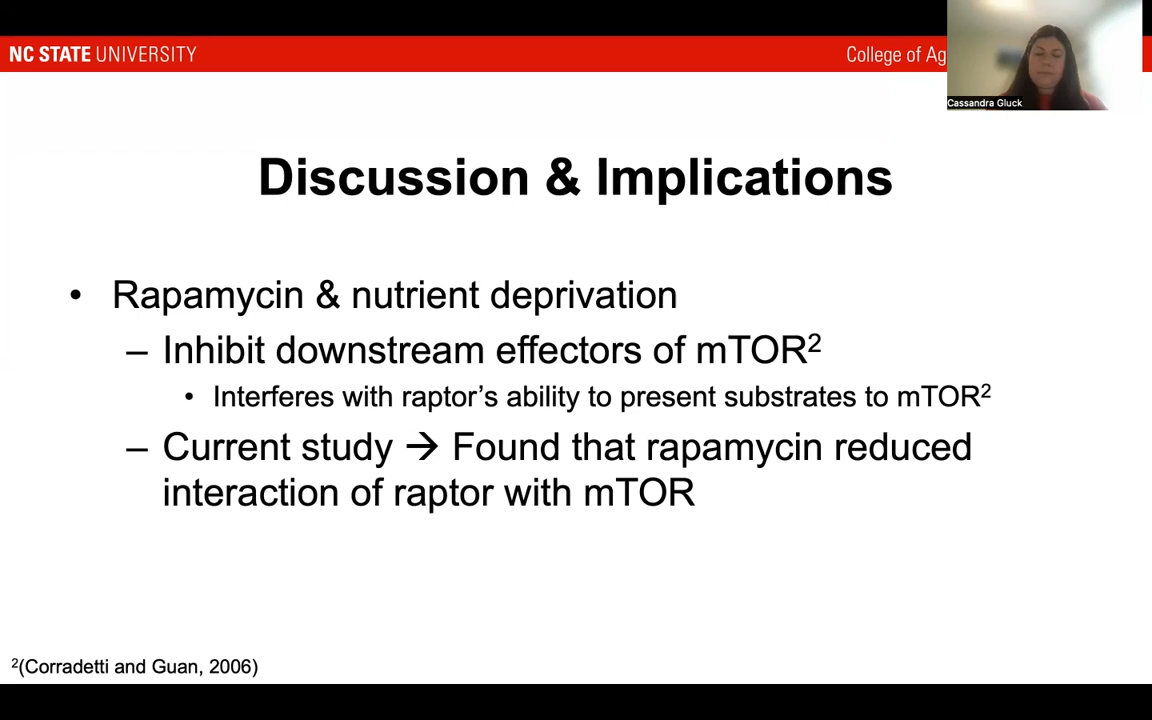 NC STATE UNIVERSITY
College of Ag
Cassandra Gluck
Discussion & Implications
• Rapamycin & nutrient deprivation
– Inhibit downstream effectors of mTOR²
• Interferes with raptor’s ability to present substrates to mTOR²
– Current study → Found that rapamycin reduced
interaction of raptor with mTOR
²(Corradetti and Guan, 2006)